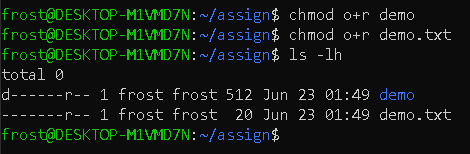 frost@DESKTOP-M1VMD7N:~/assign$ chmod o+r demo
frost@DESKTOP-M1VMD7N:~/assign$ chmod o+r demo.txt
frost@DESKTOP-M1VMD7N:~/assign$ ls -lh
total 0
d------r-- 1 frost frost 512 Jun 23 01:49 demo
-------r-- 1 frost frost  20 Jun 23 01:49 demo.txt
frost@DESKTOP-M1VMD7N:~/assign$